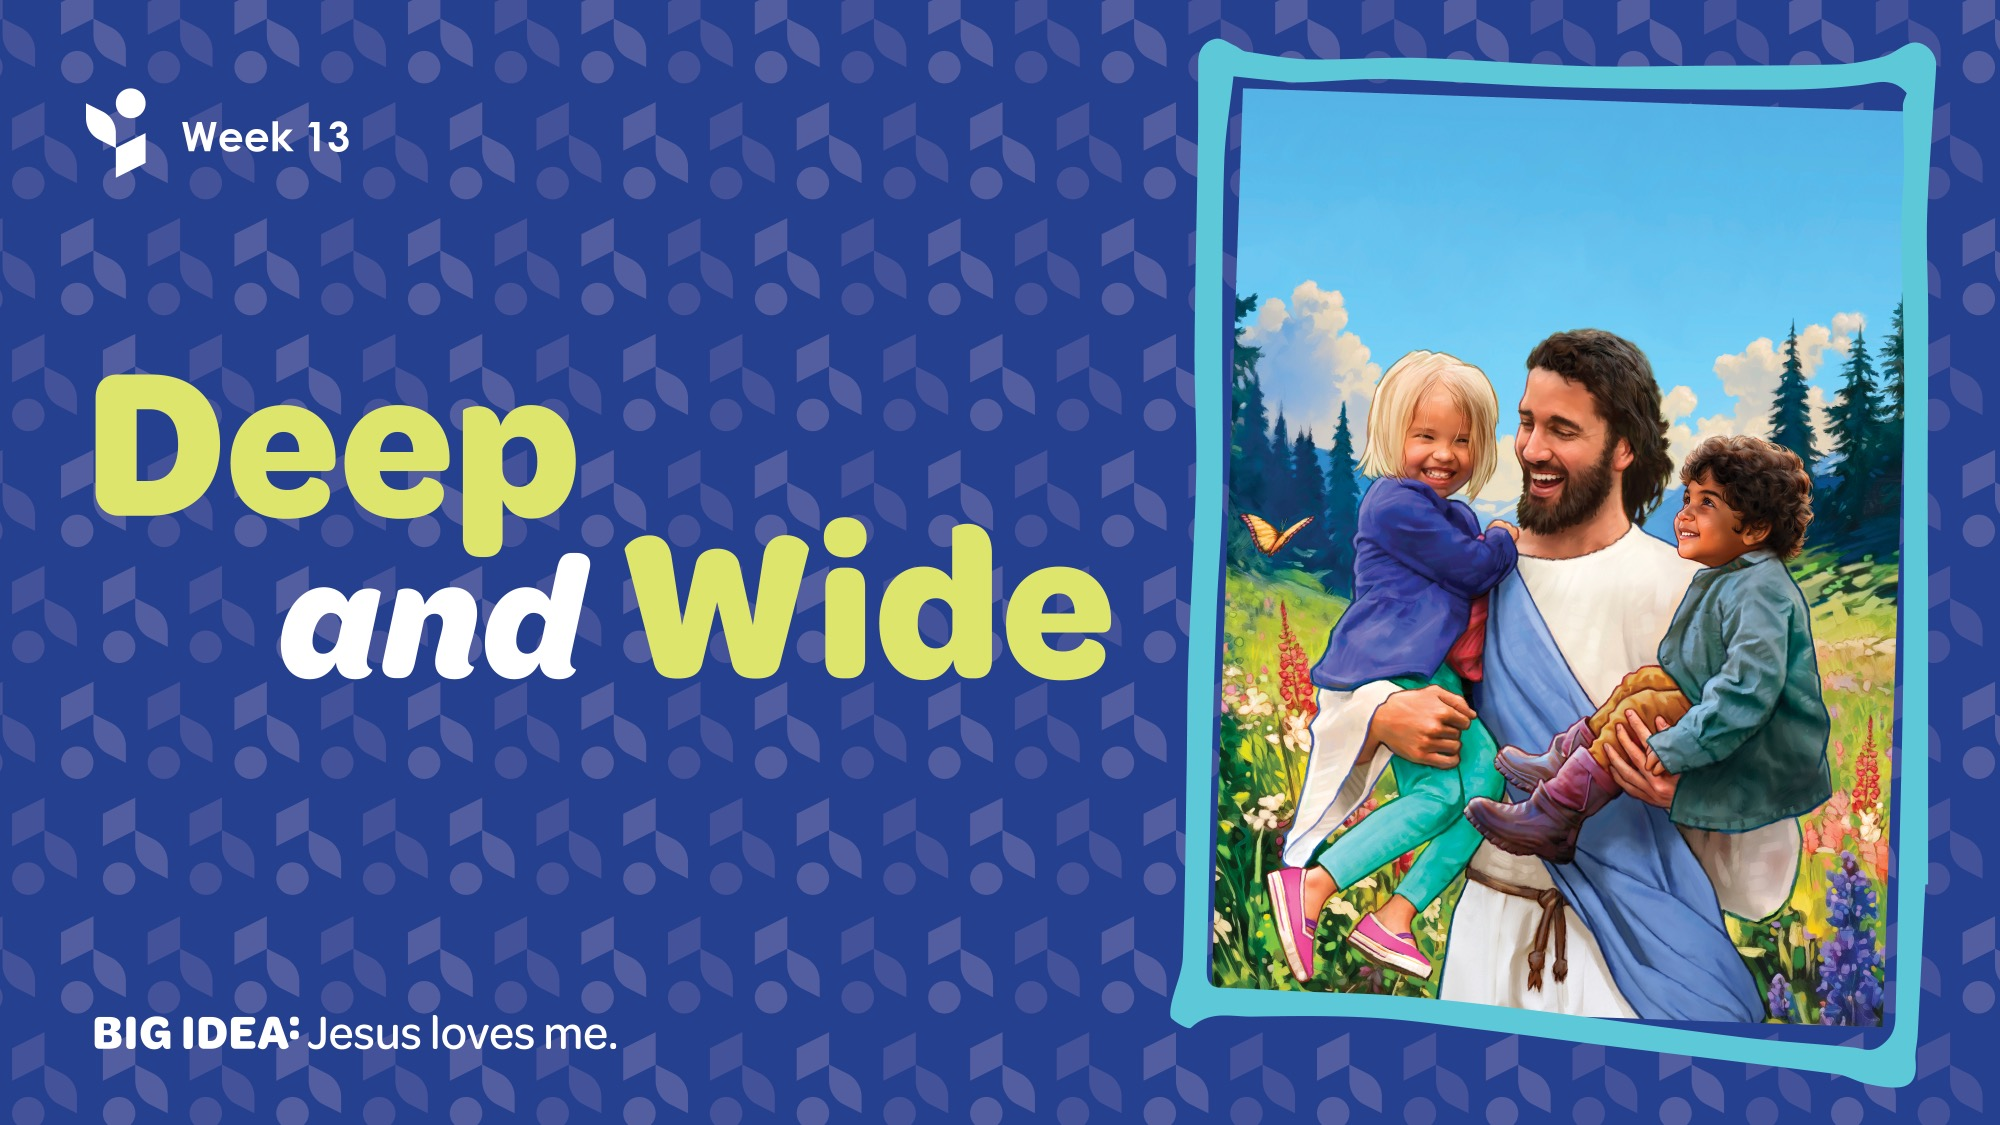 Week 13
Deep
and Wide
BIG IDEA: Jesus loves me.